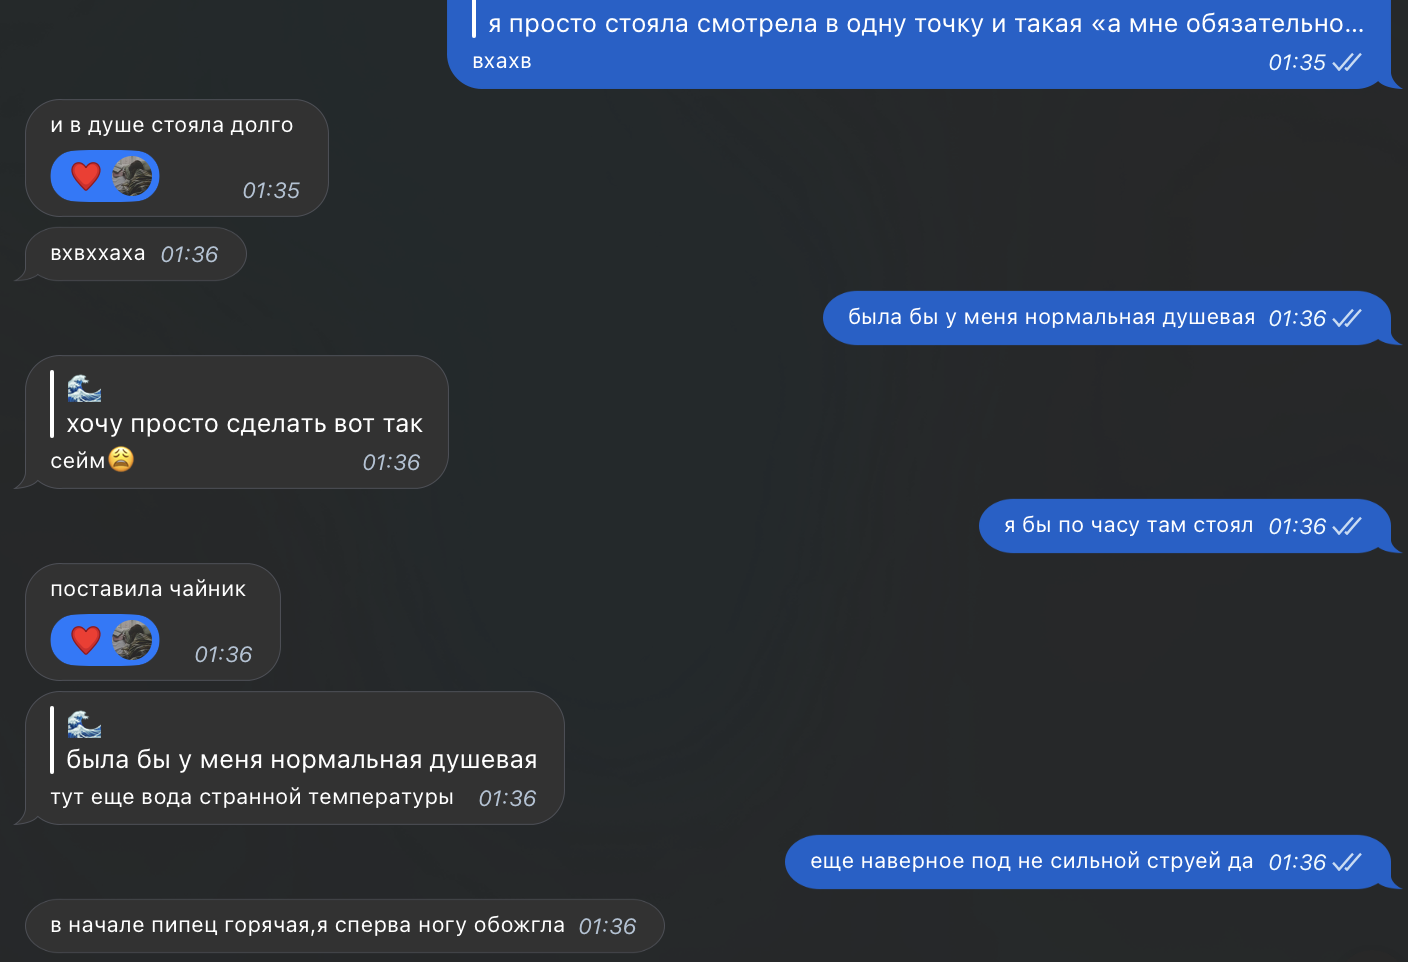 я просто стояла смотрела в одну точку и такая «а мне обязательно...
вхахв 01:35
и в душе стояла долго
01:35
вхвххаха 01:36
была бы у меня нормальная душевая 01:36
хочу просто сделать вот так
сейм 01:36
я бы по часу там стоял 01:36
поставила чайник
01:36
была бы у меня нормальная душевая
тут еще вода странной температуры 01:36
еще наверное под не сильной струей да 01:36
в начале пипец горячая,я сперва ногу обожгла 01:36